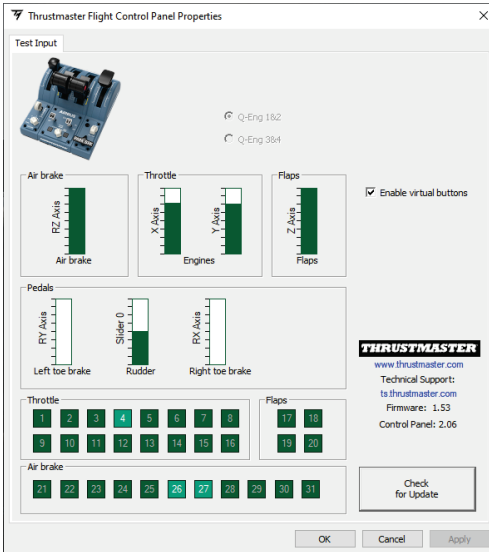 Thrustmaster Flight Control Panel Properties
Test Input
Q-Eng 1&2
Q-Eng 3&4
Air brake
RZ Axis
Air brake
Throttle
X Axis
Y Axis
Engines
Flaps
Z Axis
Flaps
Enable virtual buttons
Pedals
RY Axis
Left toe brake
Slider 0
Rudder
RX Axis
Right toe brake
THRUSTMASTER
www.thrustmaster.com
Technical Support:
ts.thrustmaster.com
Firmware: 1.53
Control Panel: 2.06
Throttle
1 2 3 4 5 6 7 8
9 10 11 12 13 14 15 16
Flaps
17 18
19 20
Air brake
21 22 23 24 25 26 27 28 29 30 31
Check
for Update
OK Cancel Apply